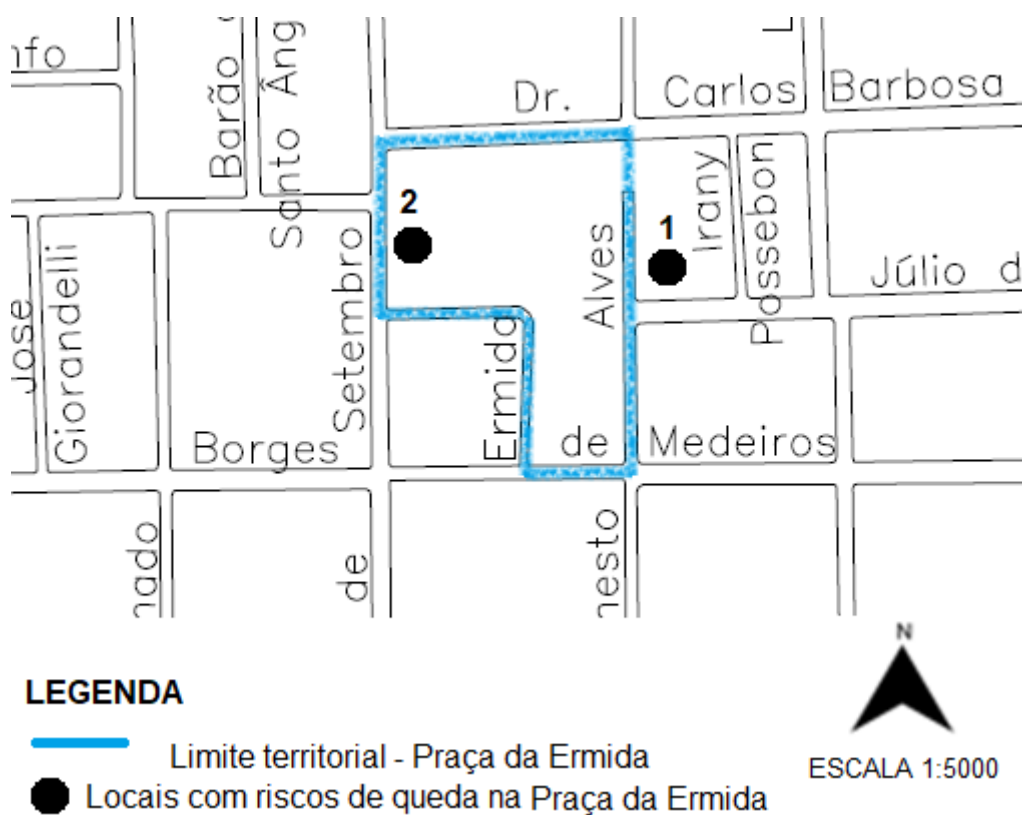 Info
Barão
Santo Âng
Dr. Carlos Barbosa
L
2
1
Irany
Possebon
Alves
Júlio d
Jose
Giorandelli
Setembro
Ermida
Borges de Medeiros
de
nesto
N
LEGENDA
Limite territorial - Praça da Ermida
Locais com riscos de queda na Praça da Ermida
ESCALA 1:5000